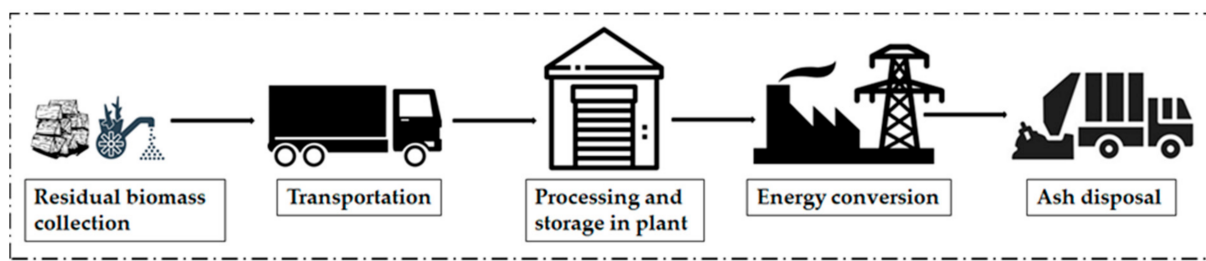 Residual biomass
collection
Transportation
Processing and
storage in plant
Energy conversion
Ash disposal